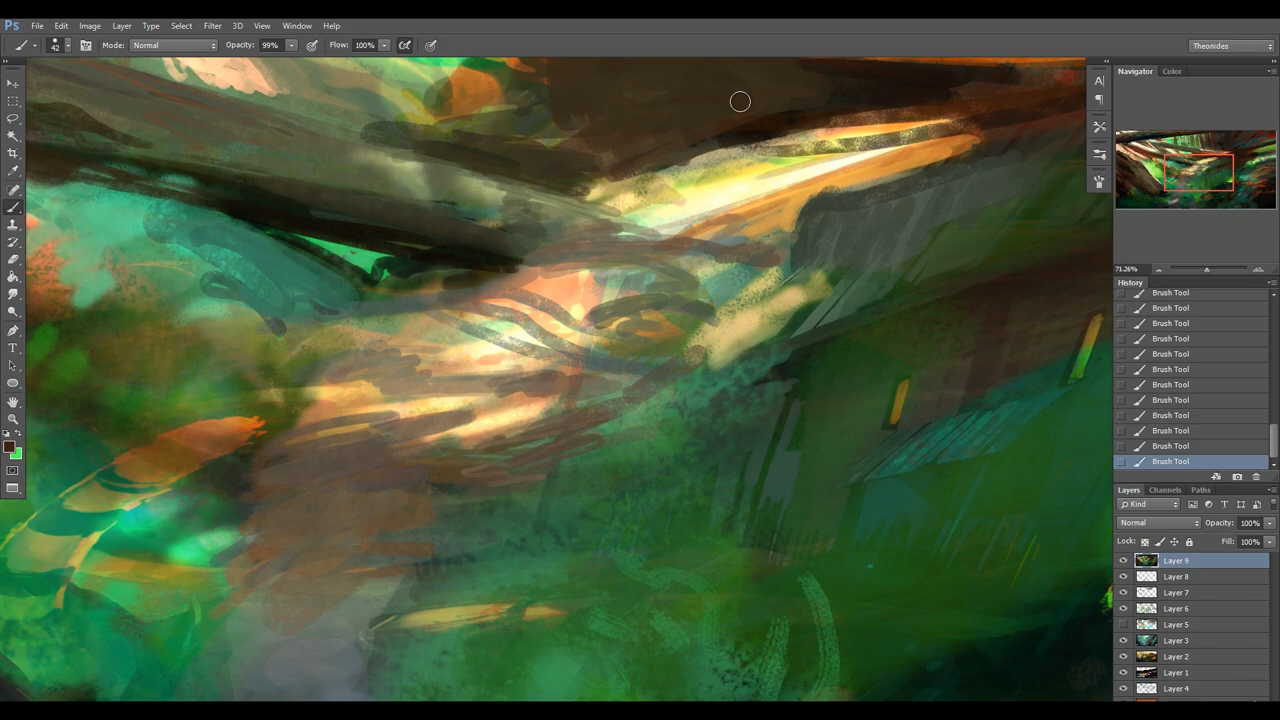 Ps File Edit Image Layer Type Select Filter 3D View Window Help
42 Mode: Normal Opacity: 99% Flow: 100% Theonides
Navigator Color
71.26%
History
Brush Tool
Brush Tool
Brush Tool
Brush Tool
Brush Tool
Brush Tool
Brush Tool
Brush Tool
Brush Tool
Brush Tool
Brush Tool
Brush Tool
Layers Channels Paths
Kind
Normal Opacity: 100%
Lock: Fill: 100%
Layer 9
Layer 8
Layer 7
Layer 6
Layer 5
Layer 3
Layer 2
Layer 1
Layer 4